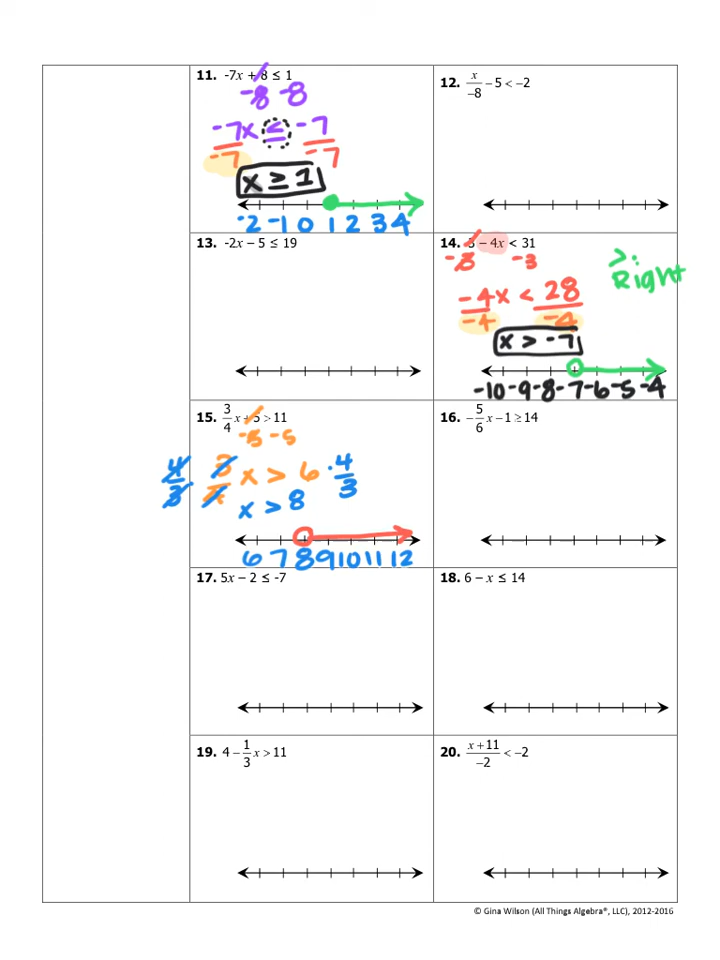 11. -7x + 8 ≤ 1
-8 -8
-7x ≤ -7
-7 -7
x ≥ 1
-2 -1 0 1 2 3 4
12. x/-8 - 5 < -2
13. -2x - 5 ≤ 19
14. 3 - 4x < 31
-3 -3
-4x < 28
-4 -4
x > -7
>:
Right
-10 -9 -8 -7 -6 -5 -4
15. 3/4 x + 5 > 11
-5 -5
4/3 · 3/4 x > 6 · 4/3
x > 8
6 7 8 9 10 11 12
16. -5/6 x - 1 ≥ 14
17. 5x - 2 ≤ -7
18. 6 - x ≤ 14
19. 4 - 1/3 x > 11
20. x + 11/-2 < -2
© Gina Wilson (All Things Algebra®, LLC), 2012-2016